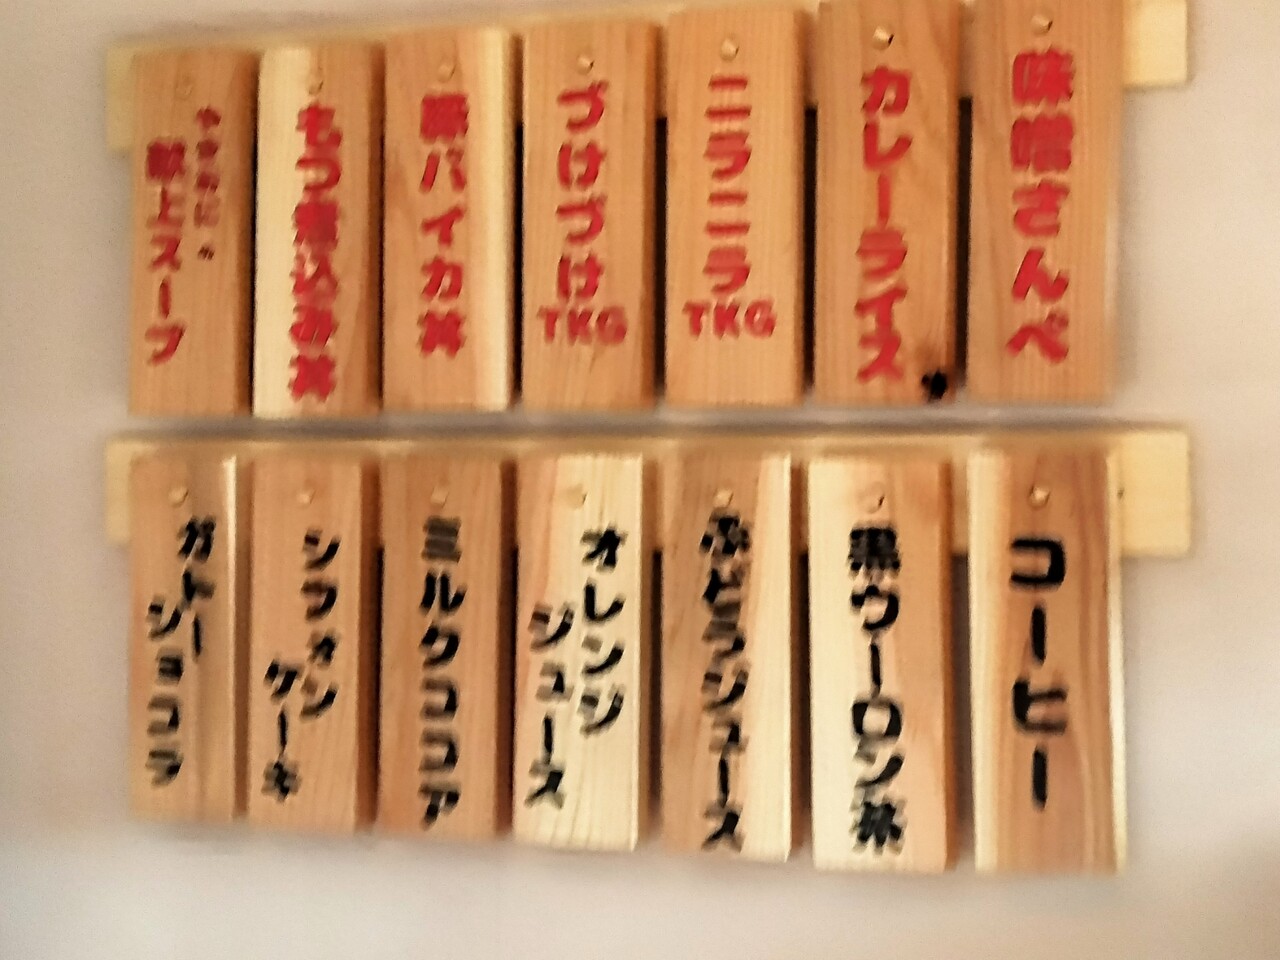 味噌さんぺ
カレーライス
ニラニラ
TKG
づけづけ
TKG
豚バイカ丼
もつ煮込み丼
献上スープ
コーヒー
黒ウーロン茶
ぶどうジュース
オレンジ
ジュース
ミルクココア
シフォン
ケーキ
ガトー
ショコラ